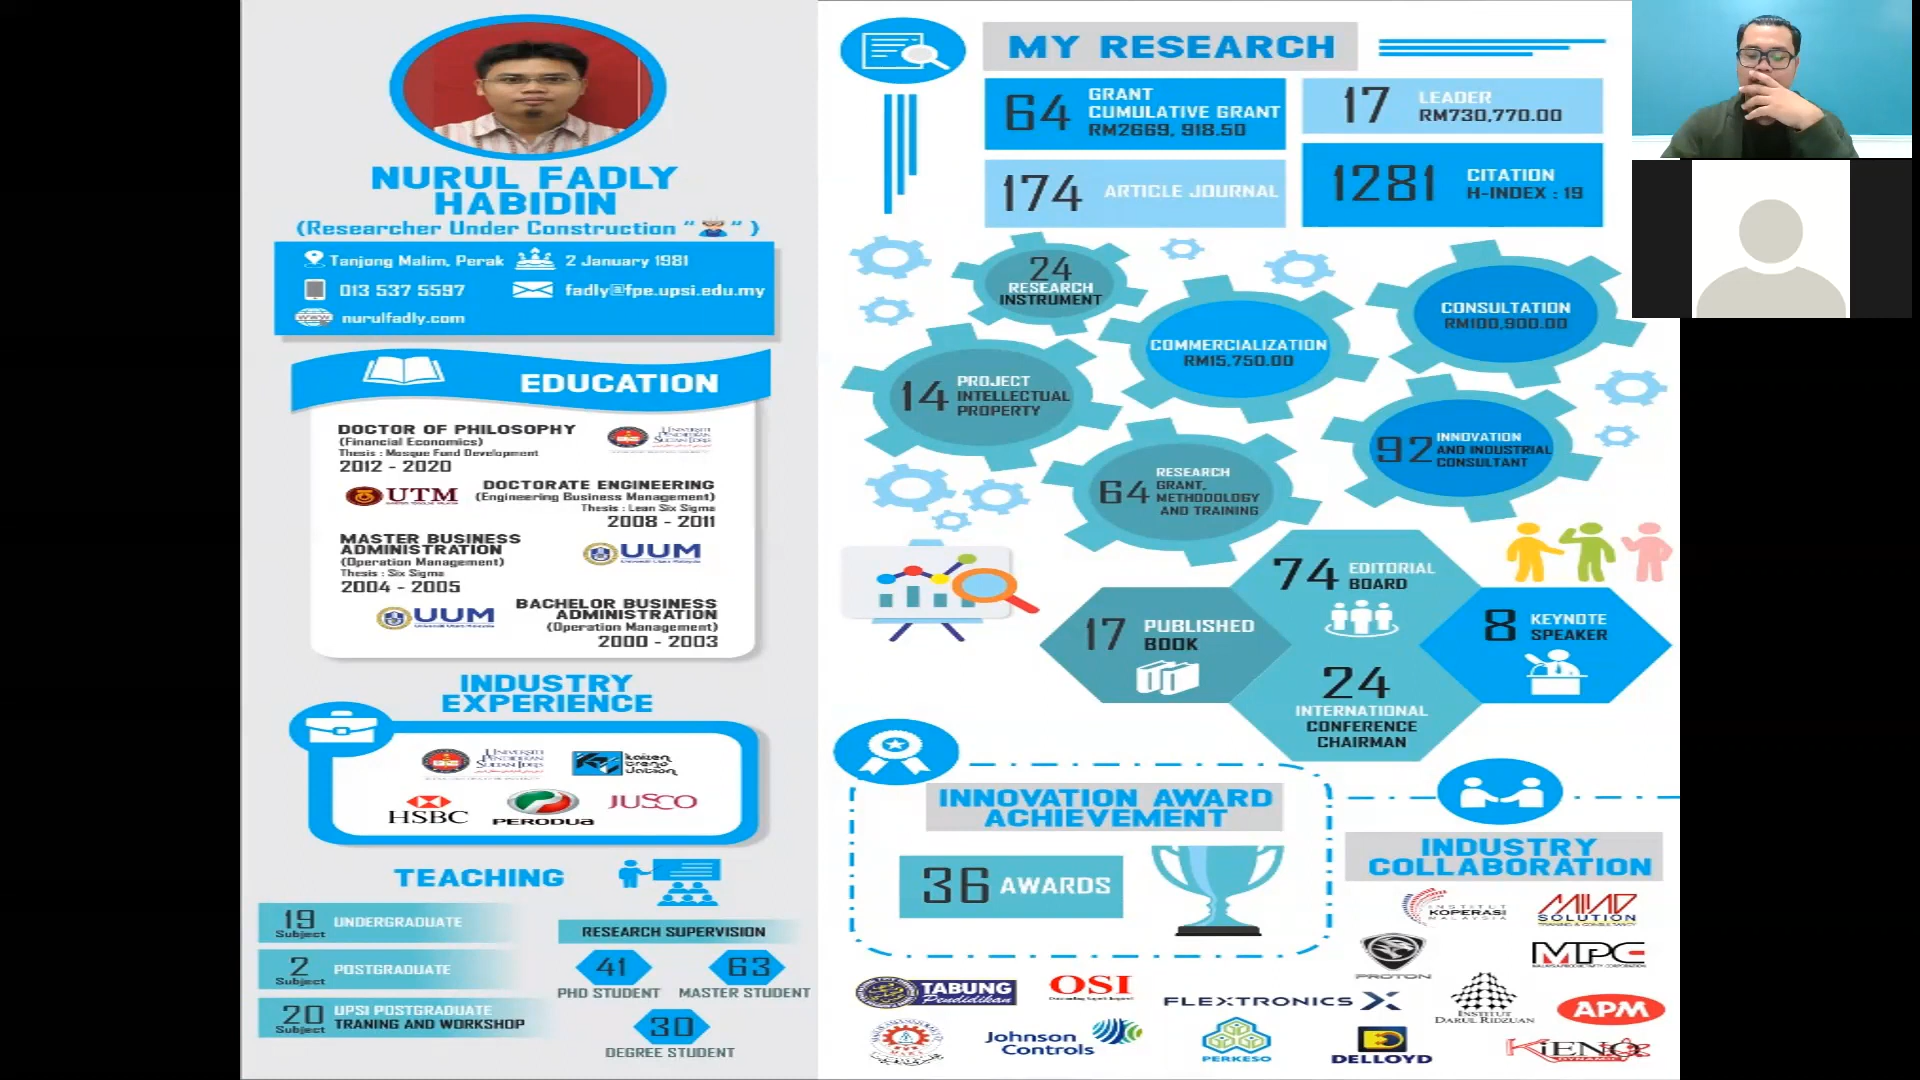 NURUL FADLY
HABIDIN
(Researcher Under Construction " " )
Tanjong Malim, Perak
2 January 1981
013 537 5597
fadly@fpe.upsi.edu.my
www
nurulfadly.com
EDUCATION
DOCTOR OF PHILOSOPHY
(Financial Economics)
Thesis : Mosque Fund Development
2012 - 2020
UTM
DOCTORATE ENGINEERING
(Engineering Business Management)
Thesis : Lean Six Sigma
2008 - 2011
MASTER BUSINESS
ADMINISTRATION
(Operation Management)
Thesis : Six Sigma
2004 - 2005
UUM
UUM
BACHELOR BUSINESS
ADMINISTRATION
(Operation Management)
2000 - 2003
INDUSTRY
EXPERIENCE
HSBC
PERODUA
JUSCO
TEACHING
19
Subject
UNDERGRADUATE
2
Subject
POSTGRADUATE
20
Subject
UPSI POSTGRADUATE
TRANING AND WORKSHOP
RESEARCH SUPERVISION
41
PHD STUDENT
63
MASTER STUDENT
30
DEGREE STUDENT
MY RESEARCH
64
GRANT
CUMULATIVE GRANT
RM2669, 918.50
17
LEADER
RM730,770.00
174
ARTICLE JOURNAL
1281
CITATION
H-INDEX : 19
24
RESEARCH
INSTRUMENT
COMMERCIALIZATION
RM15,750.00
CONSULTATION
RM100,900.00
14
PROJECT
INTELLECTUAL
PROPERTY
92
INNOVATION
AND INDUSTRIAL
CONSULTANT
64
RESEARCH
GRANT,
METHODOLOGY
AND TRAINING
74
EDITORIAL
BOARD
17
PUBLISHED
BOOK
8
KEYNOTE
SPEAKER
24
INTERNATIONAL
CONFERENCE
CHAIRMAN
INNOVATION AWARD
ACHIEVEMENT
36 AWARDS
INDUSTRY
COLLABORATION
INSTITUT
KOPERASI
MALAYSIA
SOLUTION
PROTON
MPC
TABUNG
Pendidikan
OSI
FLEXTRONICS
INSTITUT
DARUL RIDZUAN
APM
Johnson
Controls
PERKESO
DELLOYD